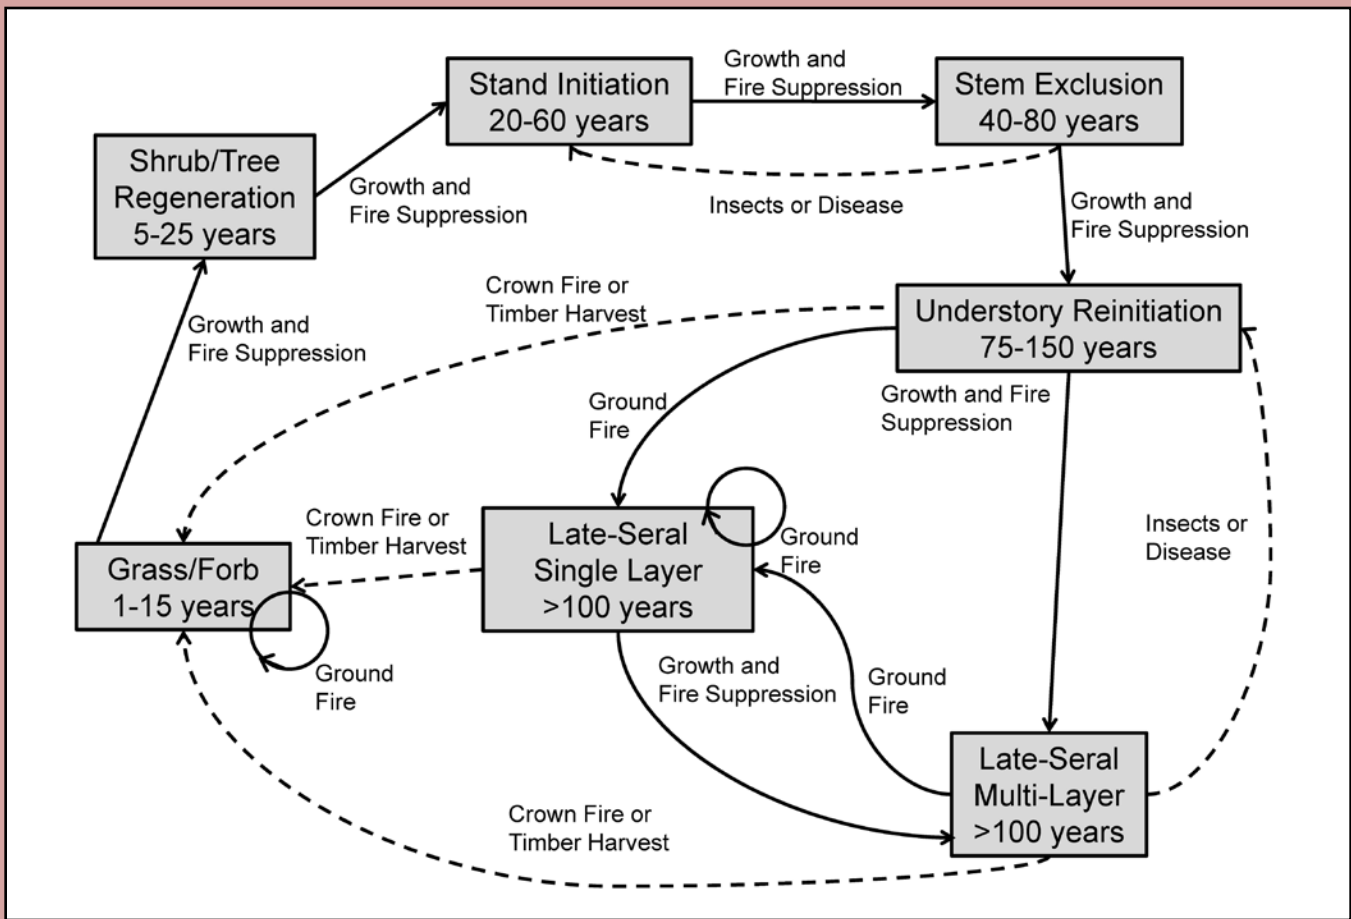 Stand Initiation
20-60 years
Growth and
Fire Suppression
Stem Exclusion
40-80 years
Shrub/Tree
Regeneration
5-25 years
Growth and
Fire Suppression
Insects or Disease
Growth and
Fire Suppression
Crown Fire or
Timber Harvest
Understory Reinitiation
75-150 years
Growth and
Fire Suppression
Ground
Fire
Growth and Fire
Suppression
Crown Fire or
Timber Harvest
Late-Seral
Single Layer
>100 years
Ground
Fire
Insects or
Disease
Grass/Forb
1-15 years
Ground
Fire
Growth and
Fire Suppression
Ground
Fire
Late-Seral
Multi-Layer
>100 years
Crown Fire or
Timber Harvest